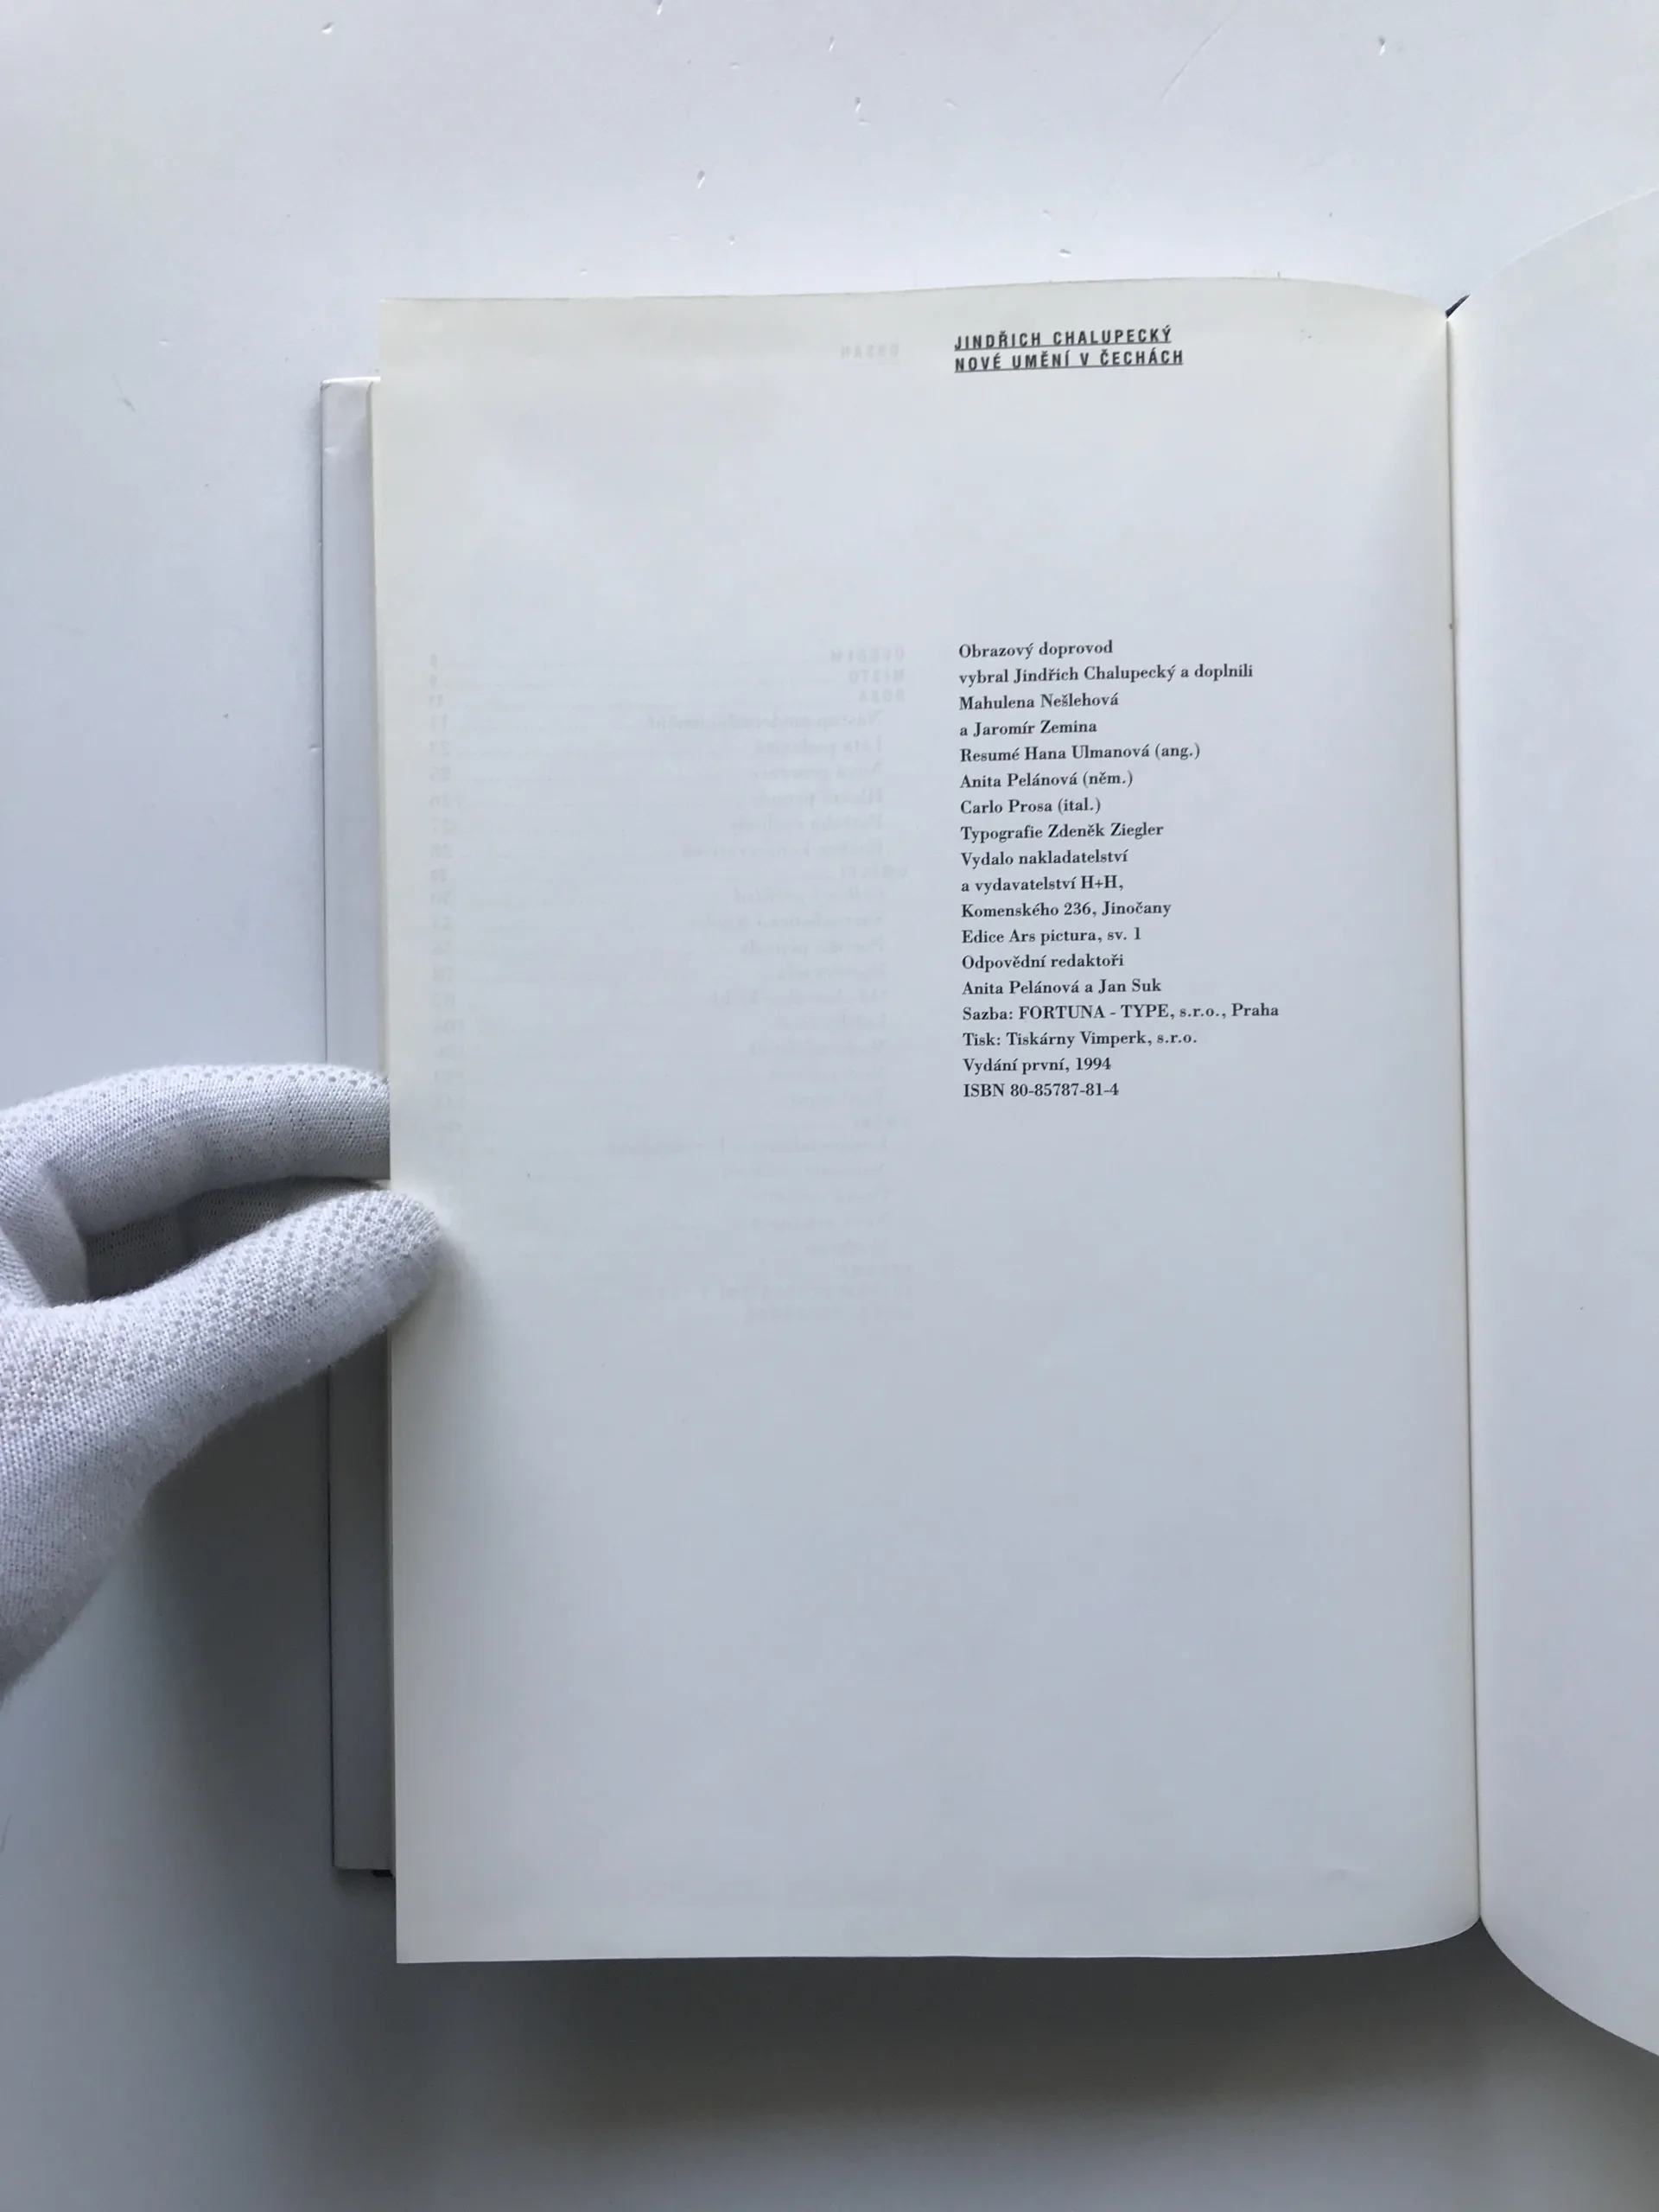 JINDŘICH CHALUPECKÝ
NOVÉ UMĚNÍ V ČECHÁCH
Obrazový doprovod
vybral Jindřich Chalupecký a doplnili
Mahulena Nešlehová
a Jaromír Zemina
Resumé Hana Ulmanová (ang.)
Anita Pelánová (něm.)
Carlo Prosa (ital.)
Typografie Zdeněk Ziegler
Vydalo nakladatelství
a vydavatelství H+H,
Komenského 236, Jinočany
Edice Ars pictura, sv. 1
Odpovědní redaktoři
Anita Pelánová a Jan Suk
Sazba: FORTUNA - TYPE, s.r.o., Praha
Tisk: Tiskárny Vimperk, s.r.o.
Vydání první, 1994
ISBN 80-85787-81-4